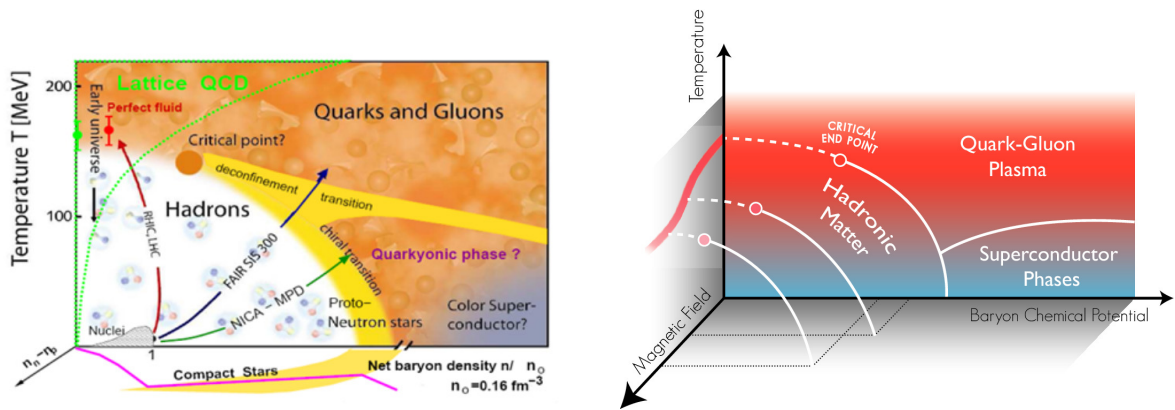 Temperature T [MeV]
200
100
Early universe
Lattice QCD
Perfect fluid
Quarks and Gluons
Critical point?
deconfinement transition
Hadrons
RHIC,LHC
FAIR SIS 300
NICA - MPD
chiral transition
Quarkyonic phase ?
Proto-
Neutron stars
Color Super-
conductor?
Nuclei
1
nn-np
Net baryon density n/ no
no=0.16 fm-3
Compact Stars
Temperature
CRITICAL
END POINT
Quark-Gluon
Plasma
Hadronic
Matter
Superconductor
Phases
Baryon Chemical Potential
Magnetic Field